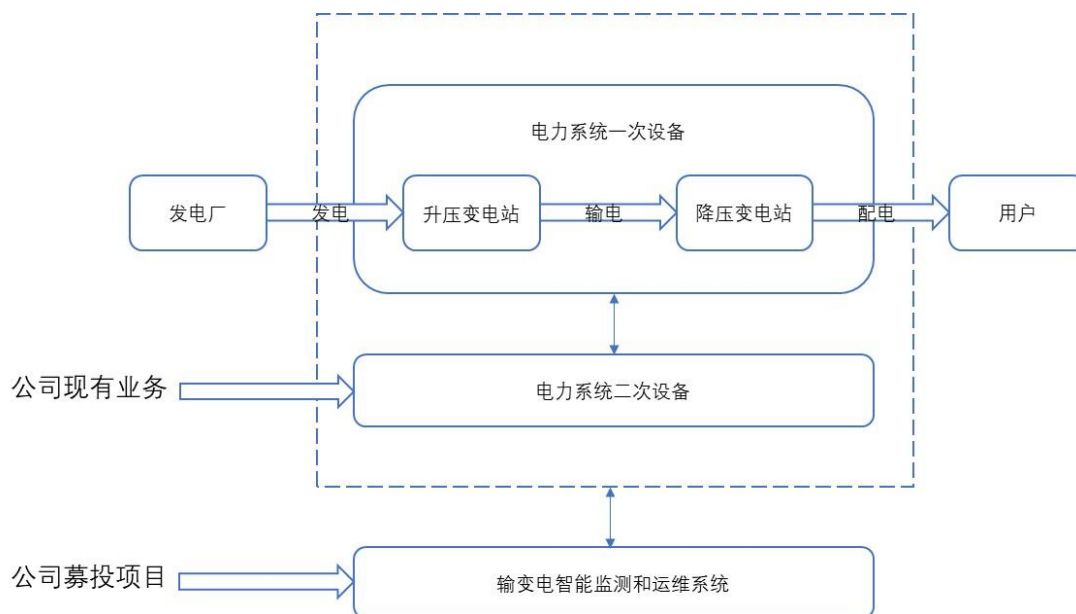 电力系统一次设备
发电厂
发电
升压变电站
输电
降压变电站
配电
用户
公司现有业务
电力系统二次设备
公司募投项目
输变电智能监测和运维系统